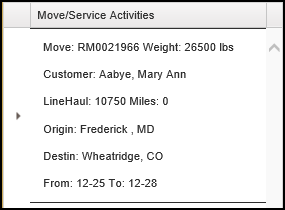 Move/Service Activities
Move: RM0021966 Weight: 26500 lbs
Customer: Aabye, Mary Ann
LineHaul: 10750 Miles: 0
Origin: Frederick , MD
Destin: Wheatridge, CO
From: 12-25 To: 12-28